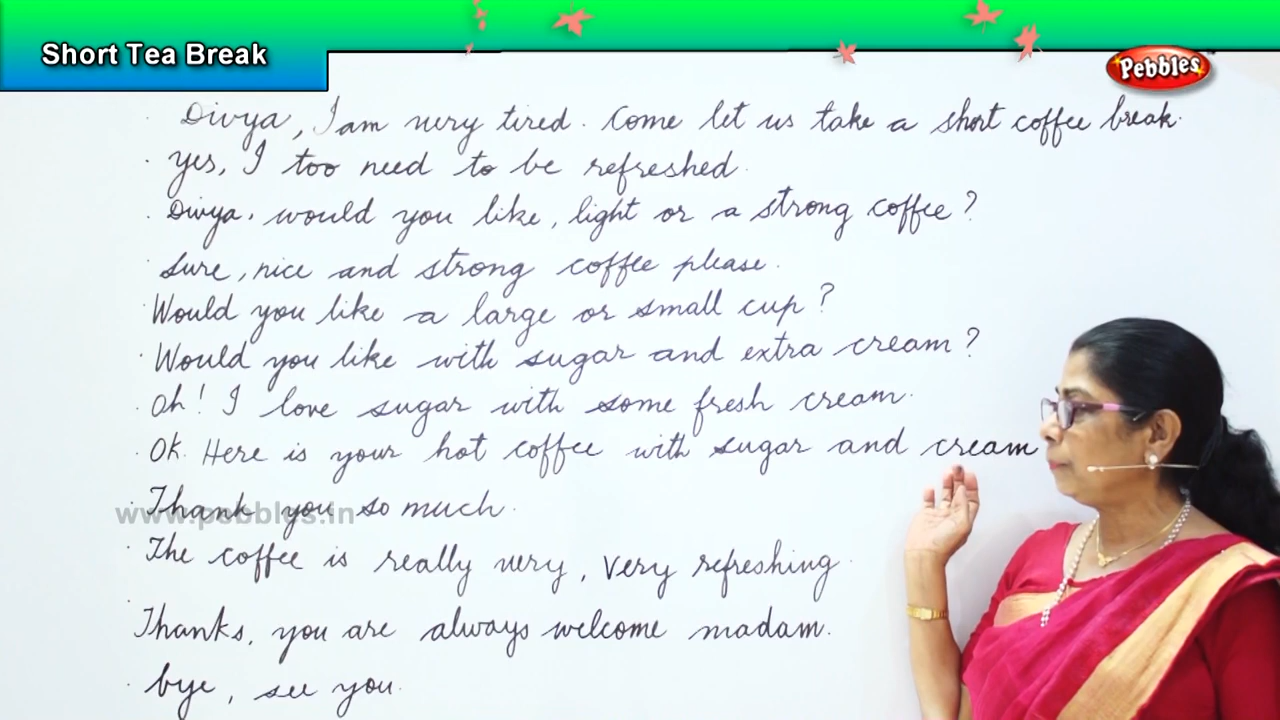 Short Tea Break
Pebbles
Divya, I am very tired. Come let us take a short coffee break.
yes, I too need to be refreshed.
Divya, would you like, light or a strong coffee?
Sure, nice and strong coffee please.
Would you like a large or small cup?
Would you like with sugar and extra cream?
Oh! I love sugar with some fresh cream.
OK. Here is your hot coffee with sugar and cream
Thank you so much.
www.pebblys.in
The coffee is really very, very refreshing.
Thanks, you are always welcome madam.
bye, see you.